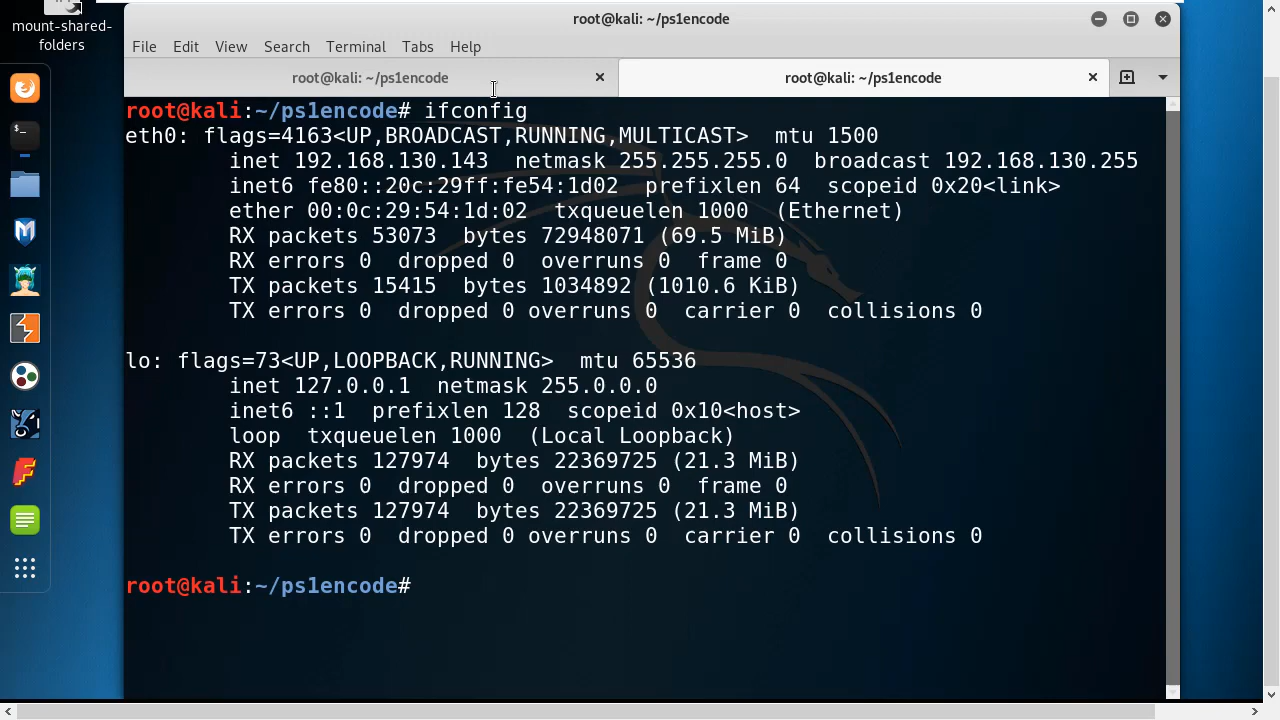 mount-shared-
folders
root@kali: ~/ps1encode
File Edit View Search Terminal Tabs Help
root@kali: ~/ps1encode
root@kali: ~/ps1encode
root@kali:~/ps1encode# ifconfig
eth0: flags=4163<UP,BROADCAST,RUNNING,MULTICAST>  mtu 1500
        inet 192.168.130.143  netmask 255.255.255.0  broadcast 192.168.130.255
        inet6 fe80::20c:29ff:fe54:1d02  prefixlen 64  scopeid 0x20<link>
        ether 00:0c:29:54:1d:02  txqueuelen 1000  (Ethernet)
        RX packets 53073  bytes 72948071 (69.5 MiB)
        RX errors 0  dropped 0  overruns 0  frame 0
        TX packets 15415  bytes 1034892 (1010.6 KiB)
        TX errors 0  dropped 0 overruns 0  carrier 0  collisions 0
lo: flags=73<UP,LOOPBACK,RUNNING>  mtu 65536
        inet 127.0.0.1  netmask 255.0.0.0
        inet6 ::1  prefixlen 128  scopeid 0x10<host>
        loop  txqueuelen 1000  (Local Loopback)
        RX packets 127974  bytes 22369725 (21.3 MiB)
        RX errors 0  dropped 0  overruns 0  frame 0
        TX packets 127974  bytes 22369725 (21.3 MiB)
        TX errors 0  dropped 0 overruns 0  carrier 0  collisions 0
root@kali:~/ps1encode#